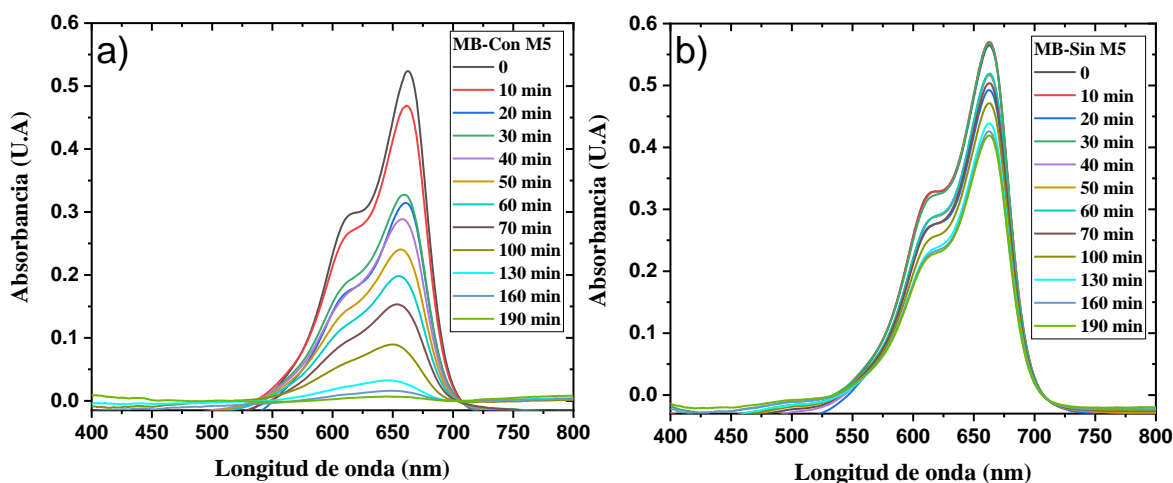 a)
MB-Con M5
0
10 min
20 min
30 min
40 min
50 min
60 min
70 min
100 min
130 min
160 min
190 min
0.6
0.5
0.4
0.3
0.2
0.1
0.0
Absorbancia (U.A)
400 450 500 550 600 650 700 750 800
Longitud de onda (nm)
b)
MB-Sin M5
0
10 min
20 min
30 min
40 min
50 min
60 min
70 min
100 min
130 min
160 min
190 min
0.6
0.5
0.4
0.3
0.2
0.1
0.0
Absorbancia (U.A)
400 450 500 550 600 650 700 750 800
Longitud de onda (nm)